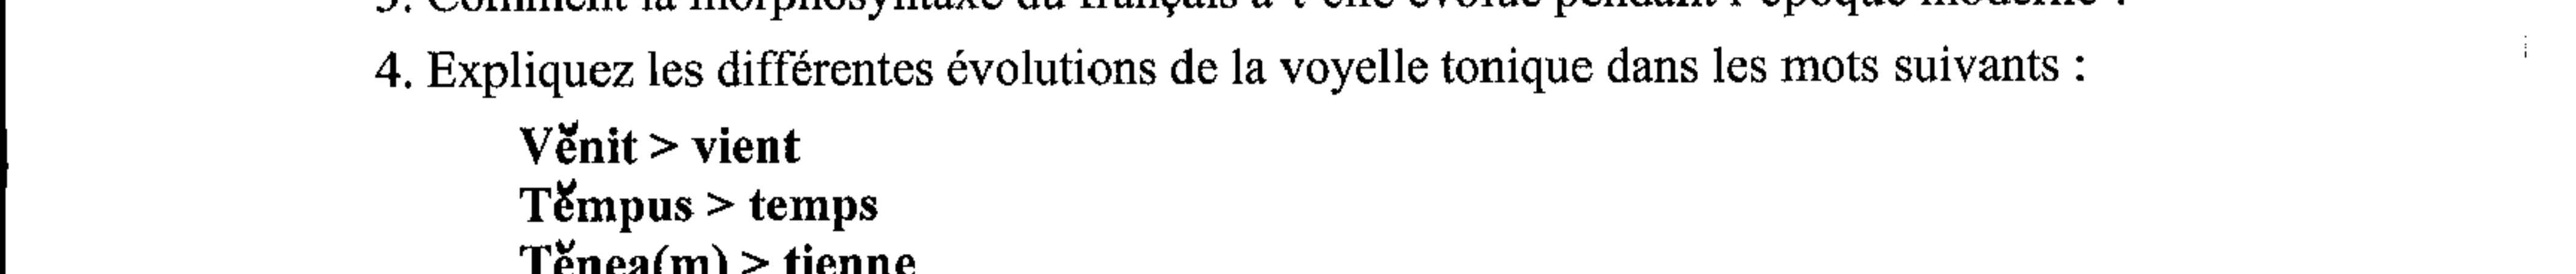 3. Comment la morphosyntaxe du français a-t-elle évolué pendant l'époque moderne ?
4. Expliquez les différentes évolutions de la voyelle tonique dans les mots suivants :
Vĕnit > vient
Tĕmpus > temps
Tĕnea(m) > tienne